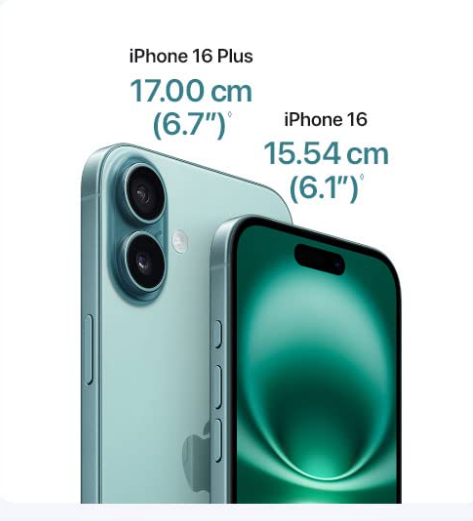 iPhone 16 Plus
17.00 cm
(6.7″)◊
iPhone 16
15.54 cm
(6.1″)◊